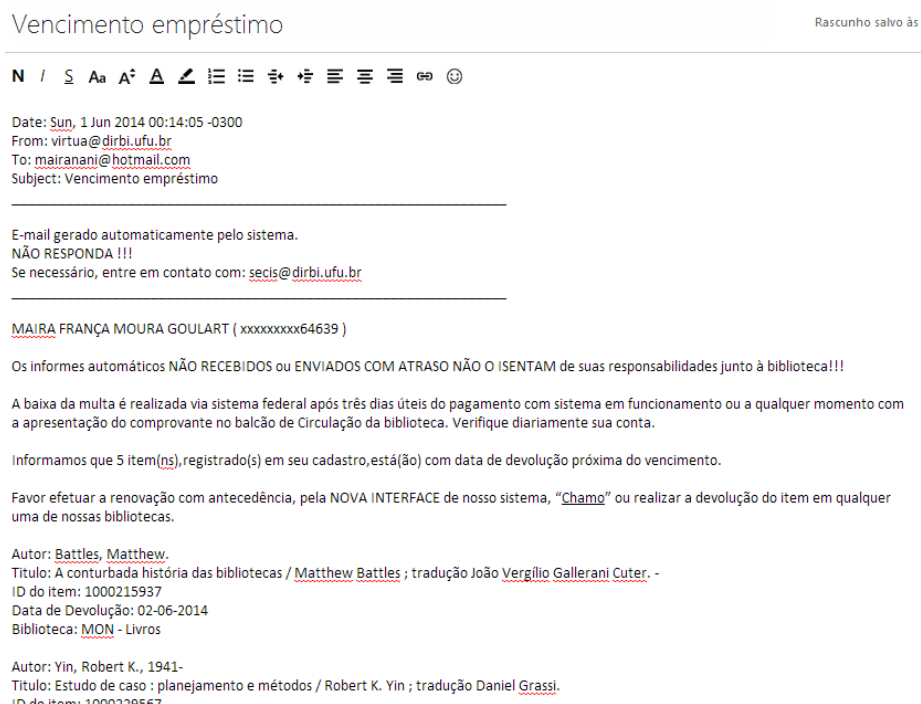 Vencimento empréstimo
Rascunho salvo às
N I S Aa A A
Date: Sun, 1 Jun 2014 00:14:05 -0300
From: virtua@dirbi.ufu.br
To: mairanani@hotmail.com
Subject: Vencimento empréstimo
E-mail gerado automaticamente pelo sistema.
NÃO RESPONDA !!!
Se necessário, entre em contato com: secis@dirbi.ufu.br
MAIRA FRANÇA MOURA GOULART ( xxxxxxxxx64639 )
Os informes automáticos NÃO RECEBIDOS ou ENVIADOS COM ATRASO NÃO O ISENTAM de suas responsabilidades junto à biblioteca!!!
A baixa da multa é realizada via sistema federal após três dias úteis do pagamento com sistema em funcionamento ou a qualquer momento com
a apresentação do comprovante no balcão de Circulação da biblioteca. Verifique diariamente sua conta.
Informamos que 5 item(ns),registrado(s) em seu cadastro,está(ão) com data de devolução próxima do vencimento.
Favor efetuar a renovação com antecedência, pela NOVA INTERFACE de nosso sistema, “Chamo” ou realizar a devolução do item em qualquer
uma de nossas bibliotecas.
Autor: Battles, Matthew.
Titulo: A conturbada história das bibliotecas / Matthew Battles ; tradução João Vergílio Gallerani Cuter. -
ID do item: 1000215937
Data de Devolução: 02-06-2014
Biblioteca: MON - Livros
Autor: Yin, Robert K., 1941-
Titulo: Estudo de caso : planejamento e métodos / Robert K. Yin ; tradução Daniel Grassi.
ID do item: 1000229567